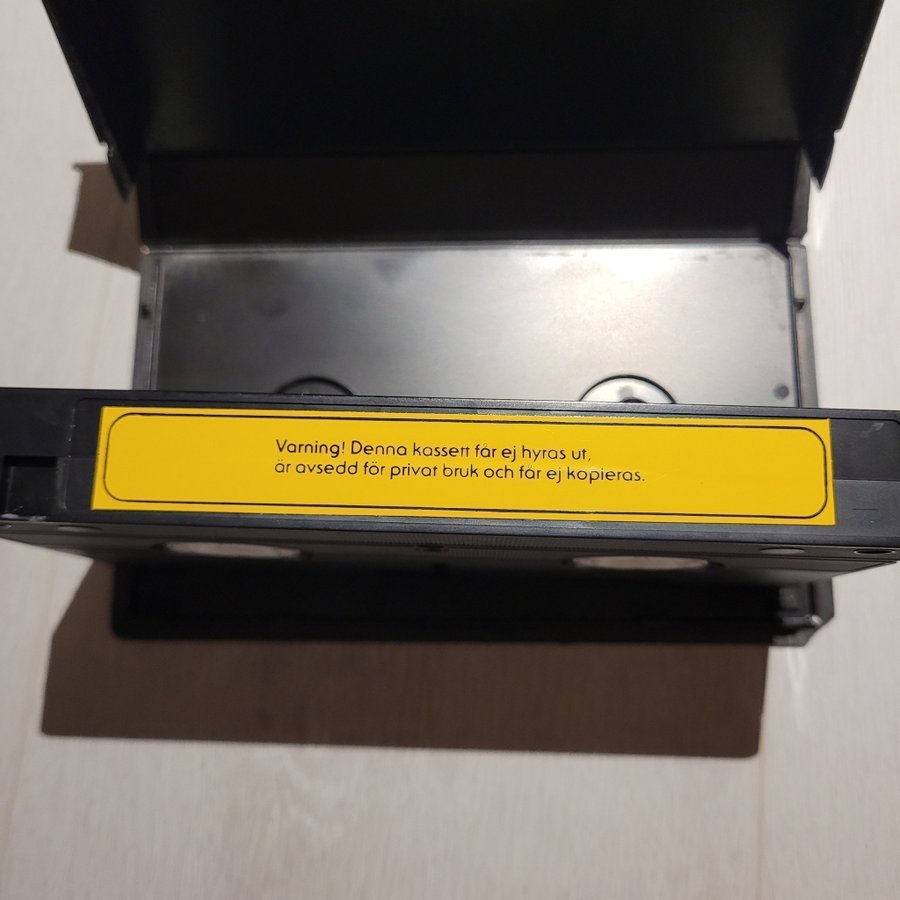 Varning! Denna kassett får ej hyras ut,
är avsedd för privat bruk och får ej kopieras.